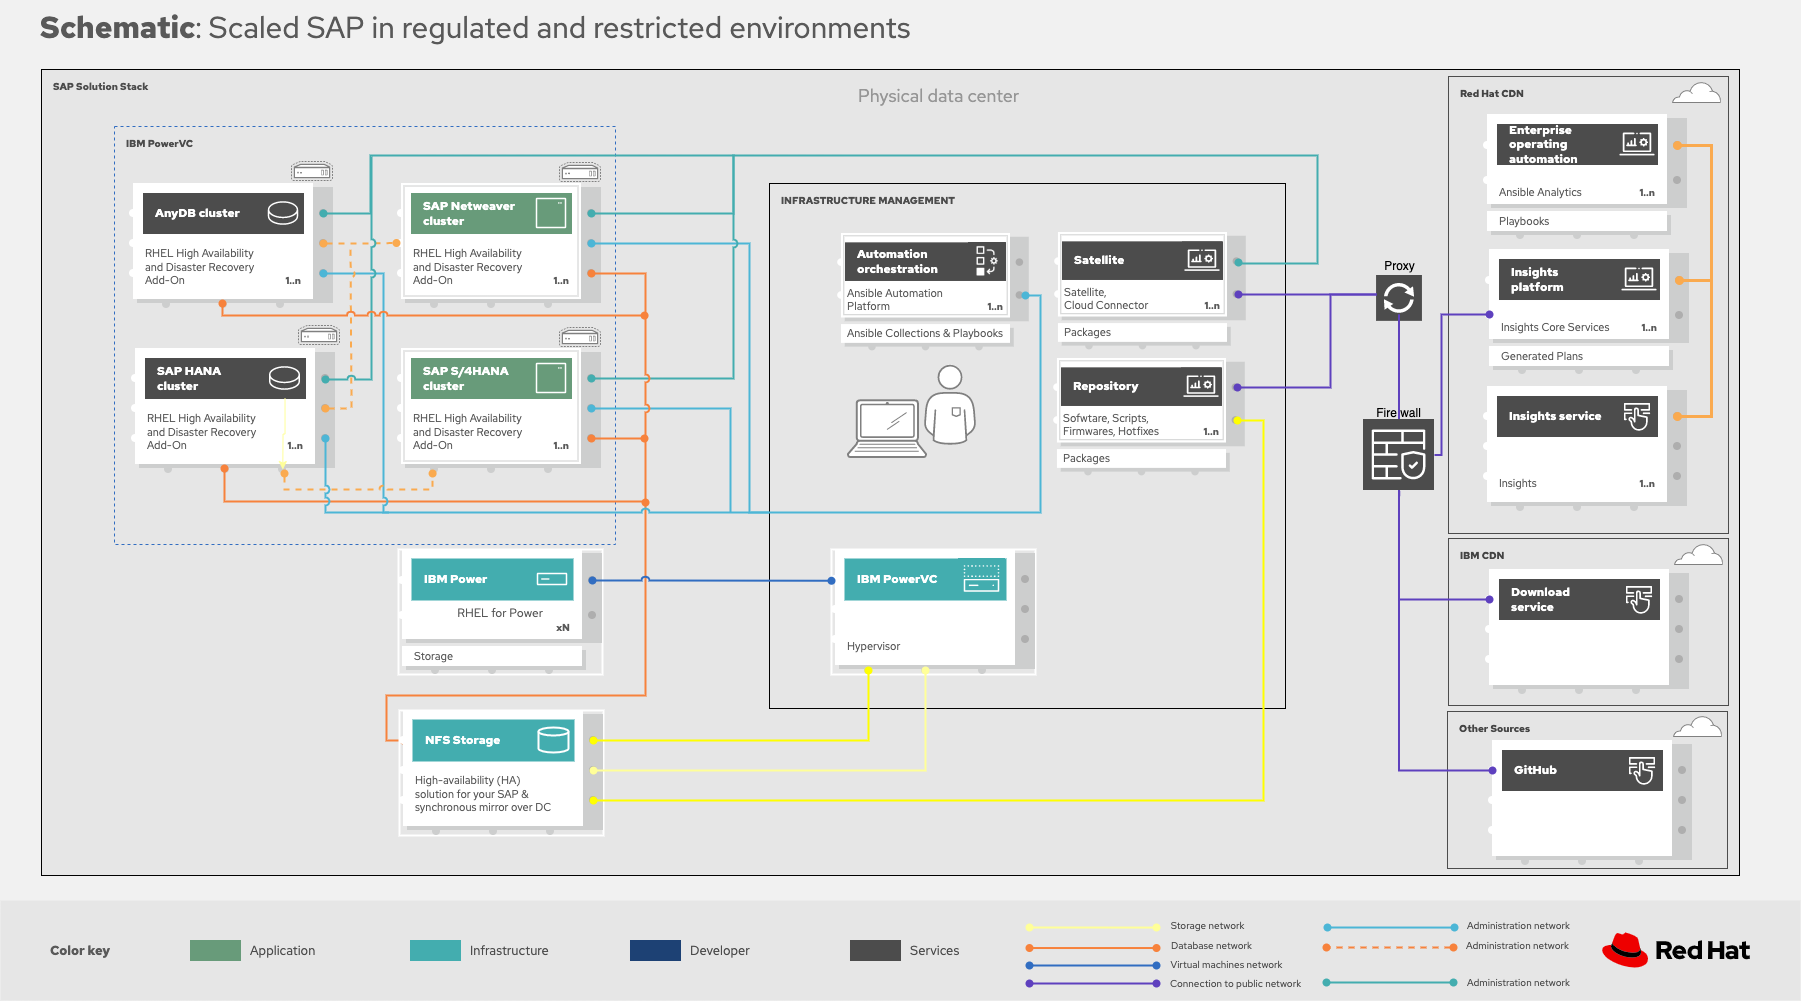 Schematic: Scaled SAP in regulated and restricted environments
SAP Solution Stack
Physical data center
IBM PowerVC
AnyDB cluster
RHEL High Availability
and Disaster Recovery
Add-On
1..n
SAP Netweaver
cluster
RHEL High Availability
and Disaster Recovery
Add-On
1..n
SAP HANA
cluster
RHEL High Availability
and Disaster Recovery
Add-On
1..n
SAP S/4HANA
cluster
RHEL High Availability
and Disaster Recovery
Add-On
1..n
IBM Power
RHEL for Power
xN
Storage
NFS Storage
High-availability (HA)
solution for your SAP &
synchronous mirror over DC
INFRASTRUCTURE MANAGEMENT
Automation
orchestration
Ansible Automation
Platform
1..n
Ansible Collections & Playbooks
Satellite
Satellite,
Cloud Connector
1..n
Packages
Repository
Sofwtare, Scripts,
Firmwares, Hotfixes
1..n
Packages
IBM PowerVC
Hypervisor
Proxy
Firewall
Red Hat CDN
Enterprise
operating
automation
Ansible Analytics
1..n
Playbooks
Insights
platform
Insights Core Services
1..n
Generated Plans
Insights service
Insights
1..n
IBM CDN
Download
service
Other Sources
GitHub
Color key
Application
Infrastructure
Developer
Services
Storage network
Database network
Virtual machines network
Connection to public network
Administration network
Administration network
Administration network
Red Hat